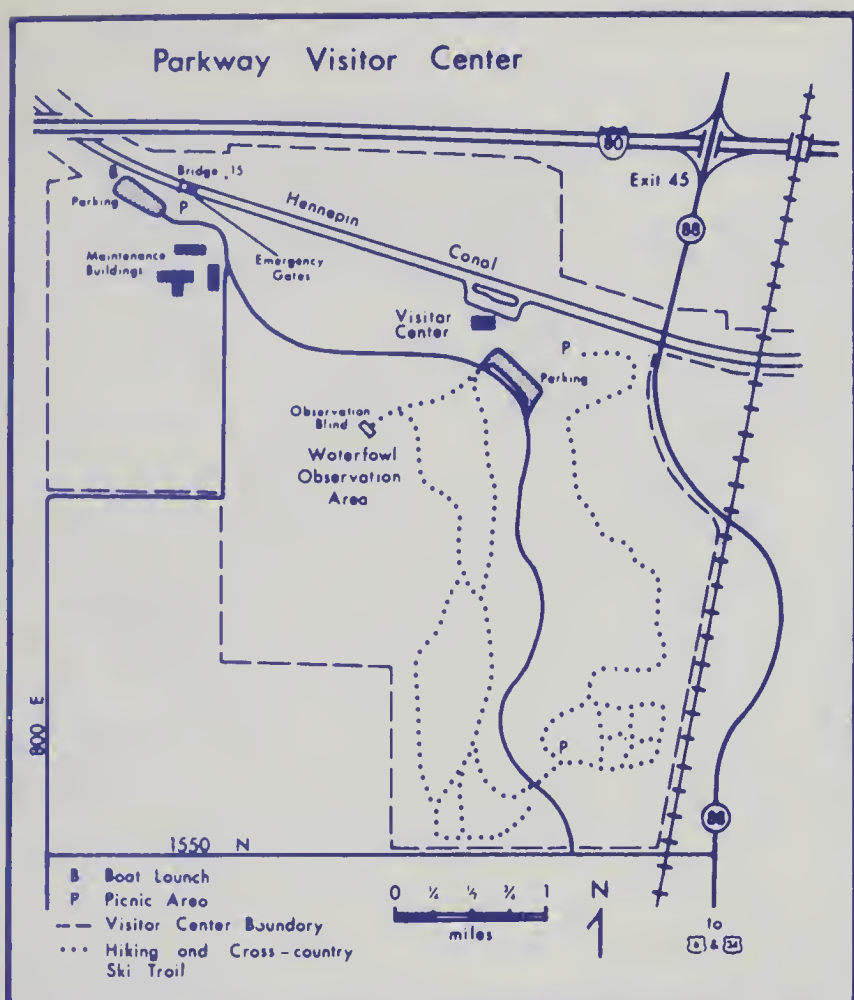 Parkway Visitor Center
80
Exit 45
88
B
Bridge 15
Parking
P
Hennepin
Canal
Emergency
Gates
Maintenance
Buildings
Visitor
Center
P
Parking
Observation
Blind
Waterfowl
Observation
Area
P
800 E
1550 N
88
B Boat Launch
P Picnic Area
Visitor Center Boundary
Hiking and Cross-country
Ski Trail
0 ¼ ½ ¾ 1
miles
N
to
6 & 34